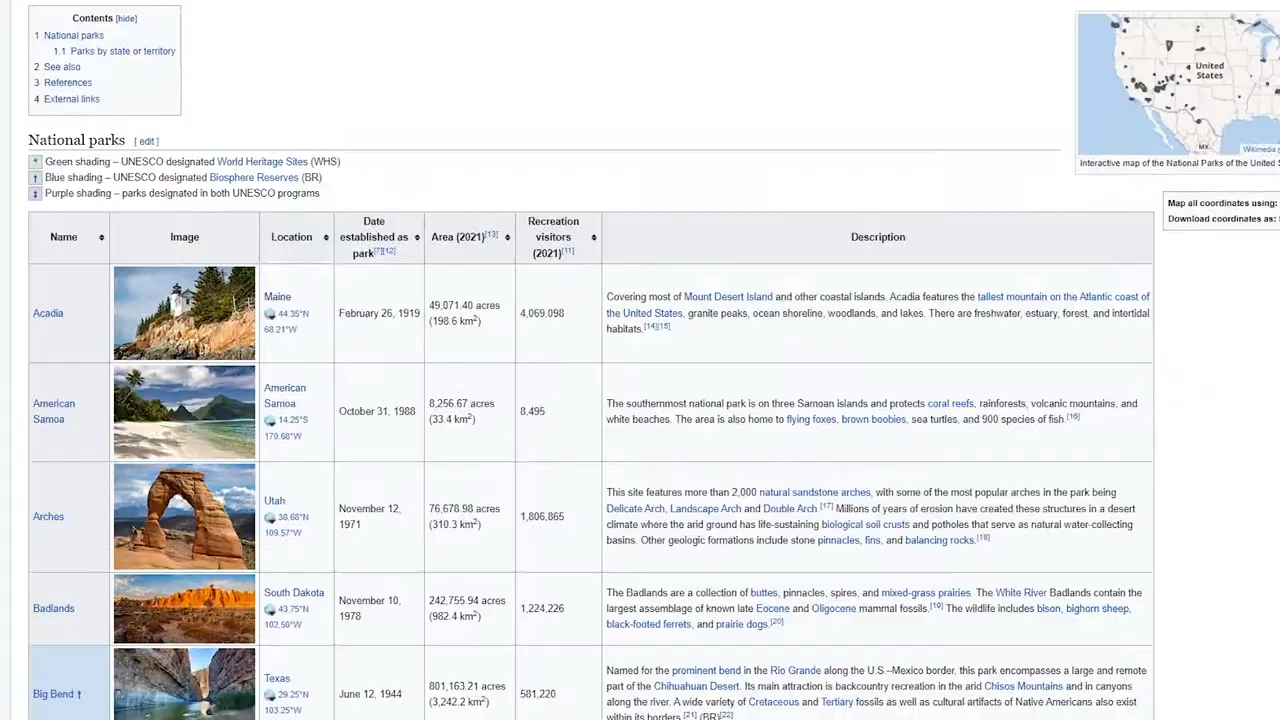 Contents [hide]
1 National parks
1.1 Parks by state or territory
2 See also
3 References
4 External links
United
States
MX
Wikimedia
Interactive map of the National Parks of the United
Map all coordinates using:
Download coordinates as:
National parks [ edit ]
* Green shading – UNESCO designated World Heritage Sites (WHS)
† Blue shading – UNESCO designated Biosphere Reserves (BR)
‡ Purple shading – parks designated in both UNESCO programs
Name
Image
Location
Date
established as
park[7][12]
Area (2021)[13]
Recreation
visitors
(2021)[11]
Description
Acadia
Maine
44.35°N
68.21°W
February 26, 1919
49,071.40 acres
(198.6 km2)
4,069,098
Covering most of Mount Desert Island and other coastal islands, Acadia features the tallest mountain on the Atlantic coast of
the United States, granite peaks, ocean shoreline, woodlands, and lakes. There are freshwater, estuary, forest, and intertidal
habitats.[14][15]
American
Samoa
American
Samoa
14.25°S
170.68°W
October 31, 1988
8,256.67 acres
(33.4 km2)
8,495
The southernmost national park is on three Samoan islands and protects coral reefs, rainforests, volcanic mountains, and
white beaches. The area is also home to flying foxes, brown boobies, sea turtles, and 900 species of fish.[16]
Arches
Utah
38.68°N
109.57°W
November 12,
1971
76,678.98 acres
(310.3 km2)
1,806,865
This site features more than 2,000 natural sandstone arches, with some of the most popular arches in the park being
Delicate Arch, Landscape Arch and Double Arch.[17] Millions of years of erosion have created these structures in a desert
climate where the arid ground has life-sustaining biological soil crusts and potholes that serve as natural water-collecting
basins. Other geologic formations include stone pinnacles, fins, and balancing rocks.[18]
Badlands
South Dakota
43.75°N
102.50°W
November 10,
1978
242,755.94 acres
(982.4 km2)
1,224,226
The Badlands are a collection of buttes, pinnacles, spires, and mixed-grass prairies. The White River Badlands contain the
largest assemblage of known late Eocene and Oligocene mammal fossils.[19] The wildlife includes bison, bighorn sheep,
black-footed ferrets, and prairie dogs.[20]
Big Bend †
Texas
29.25°N
103.25°W
June 12, 1944
801,163.21 acres
(3,242.2 km2)
581,220
Named for the prominent bend in the Rio Grande along the U.S.–Mexico border, this park encompasses a large and remote
part of the Chihuahuan Desert. Its main attraction is backcountry recreation in the arid Chisos Mountains and in canyons
along the river. A wide variety of Cretaceous and Tertiary fossils as well as cultural artifacts of Native Americans also exist
within its borders.[21] (BR)[22]